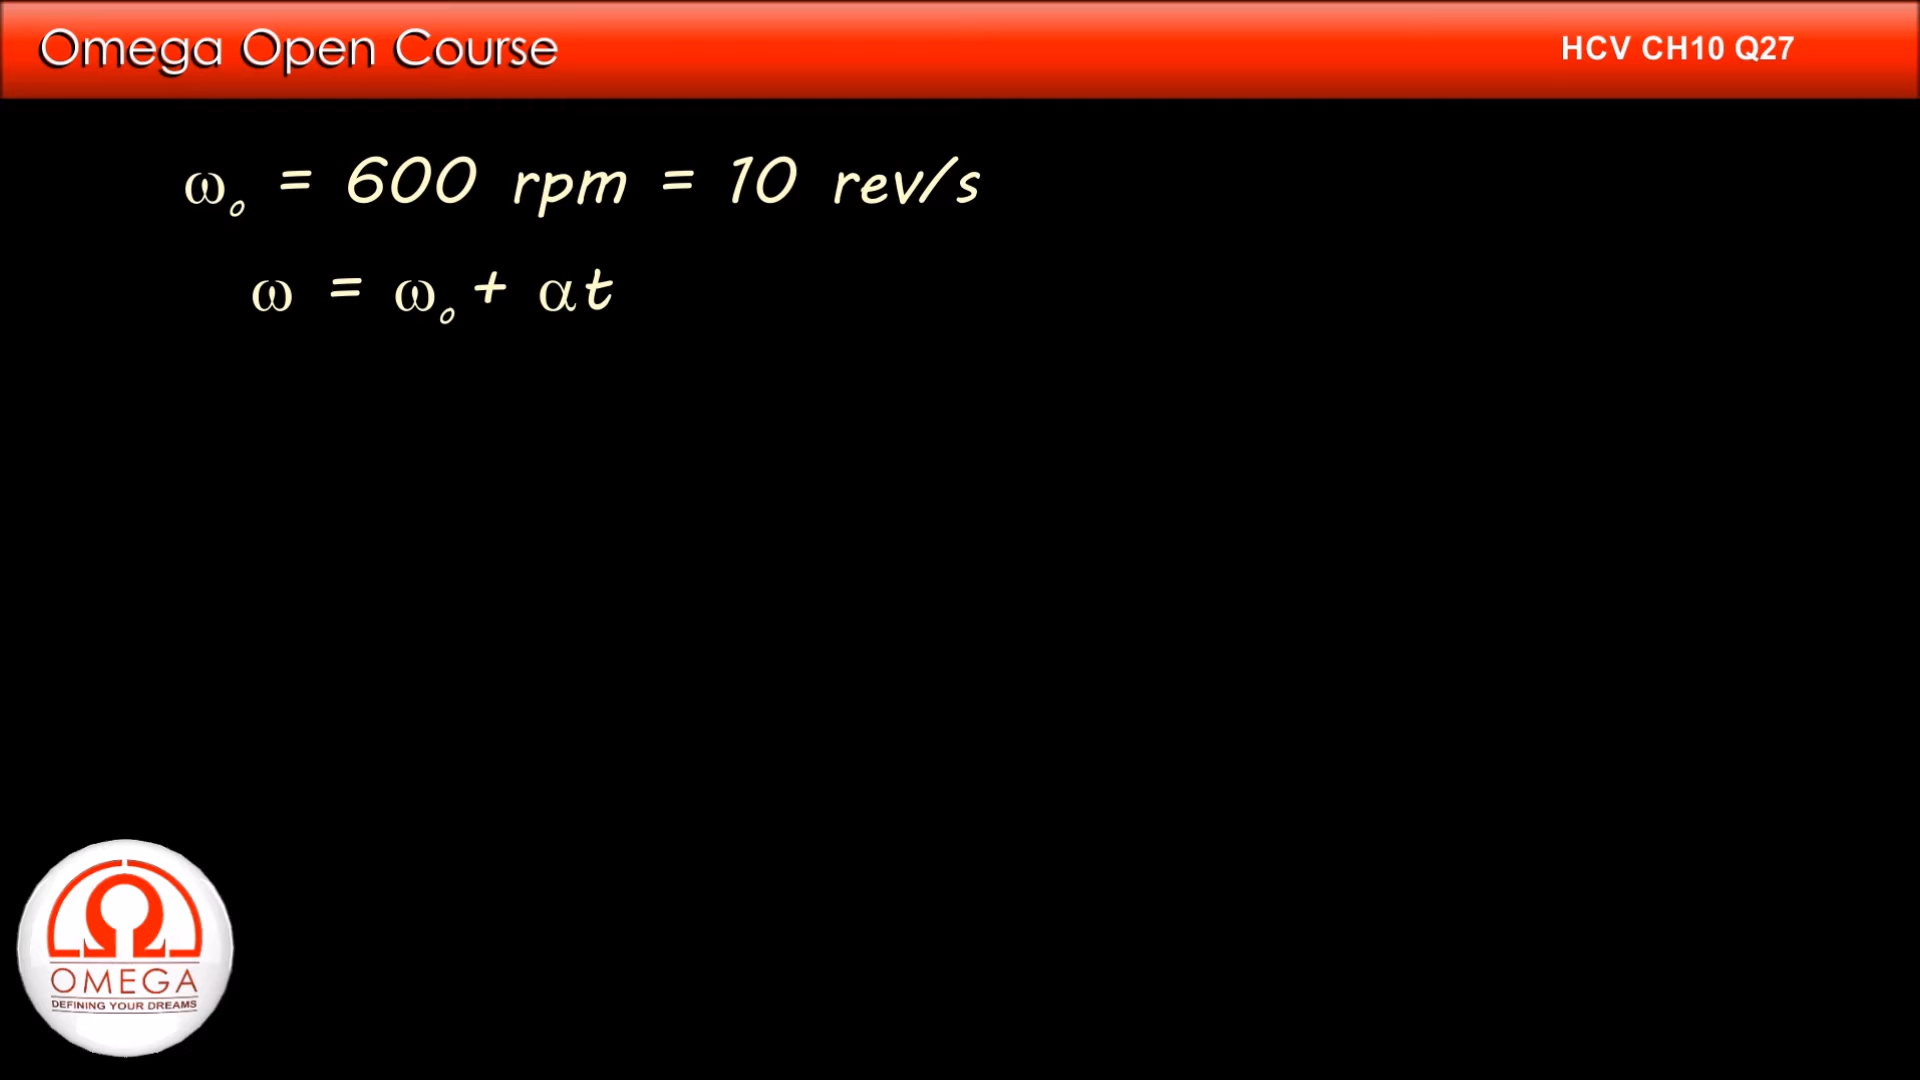 Omega Open Course
HCV CH10 Q27
ω₀ = 600 rpm = 10 rev/s
ω = ω₀ + αt
OMEGA
DEFINING YOUR DREAMS